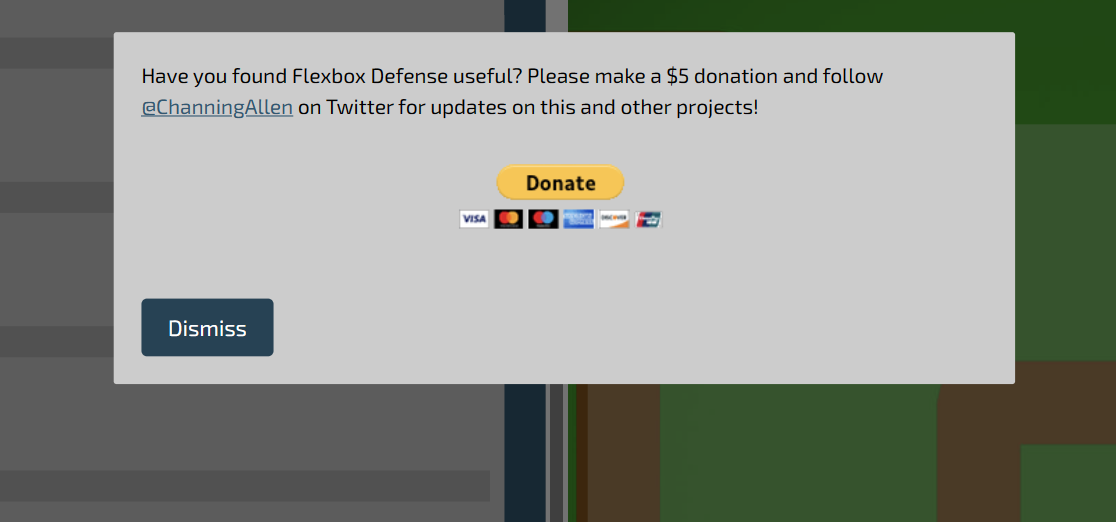 Have you found Flexbox Defense useful? Please make a $5 donation and follow
@ChanningAllen on Twitter for updates on this and other projects!
Donate
VISA DISCOVER
Dismiss